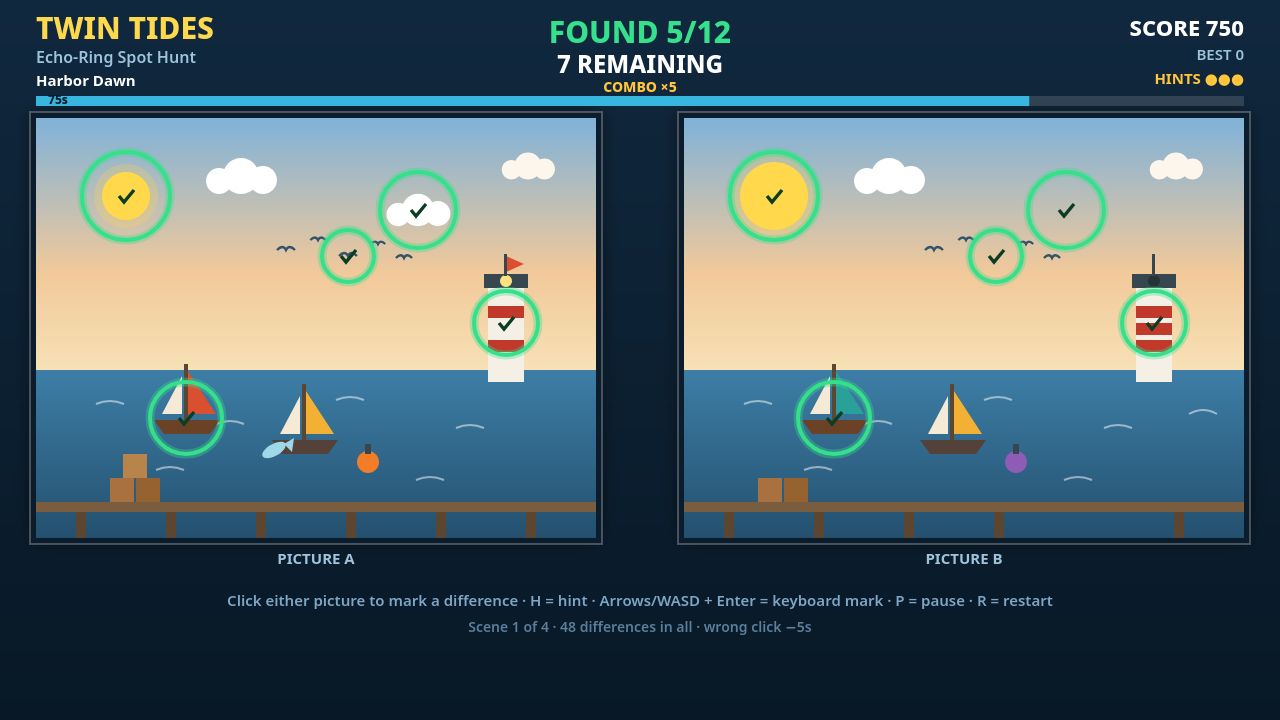 TWIN TIDES
Echo-Ring Spot Hunt
Harbor Dawn
FOUND 5/12
7 REMAINING
COMBO ×5
SCORE 750
BEST 0
HINTS
75s
PICTURE A
PICTURE B
Click either picture to mark a difference · H = hint · Arrows/WASD + Enter = keyboard mark · P = pause · R = restart
Scene 1 of 4 · 48 differences in all · wrong click −5s